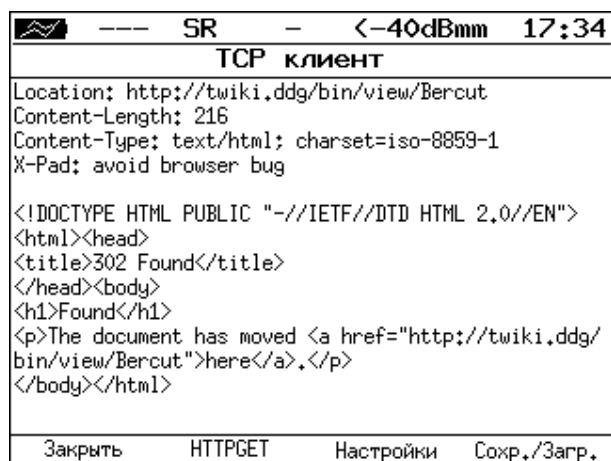 --- SR - <-40dBmm 17:34
TCP клиент
Location: http://twiki.ddg/bin/view/Bercut
Content-Length: 216
Content-Type: text/html; charset=iso-8859-1
X-Pad: avoid browser bug
<!DOCTYPE HTML PUBLIC "-//IETF//DTD HTML 2.0//EN">
<html><head>
<title>302 Found</title>
</head><body>
<h1>Found</h1>
<p>The document has moved <a href="http://twiki.ddg/
bin/view/Bercut">here</a>.</p>
</body></html>
Закрыть HTTPGET Настройки Сохр./Загр.